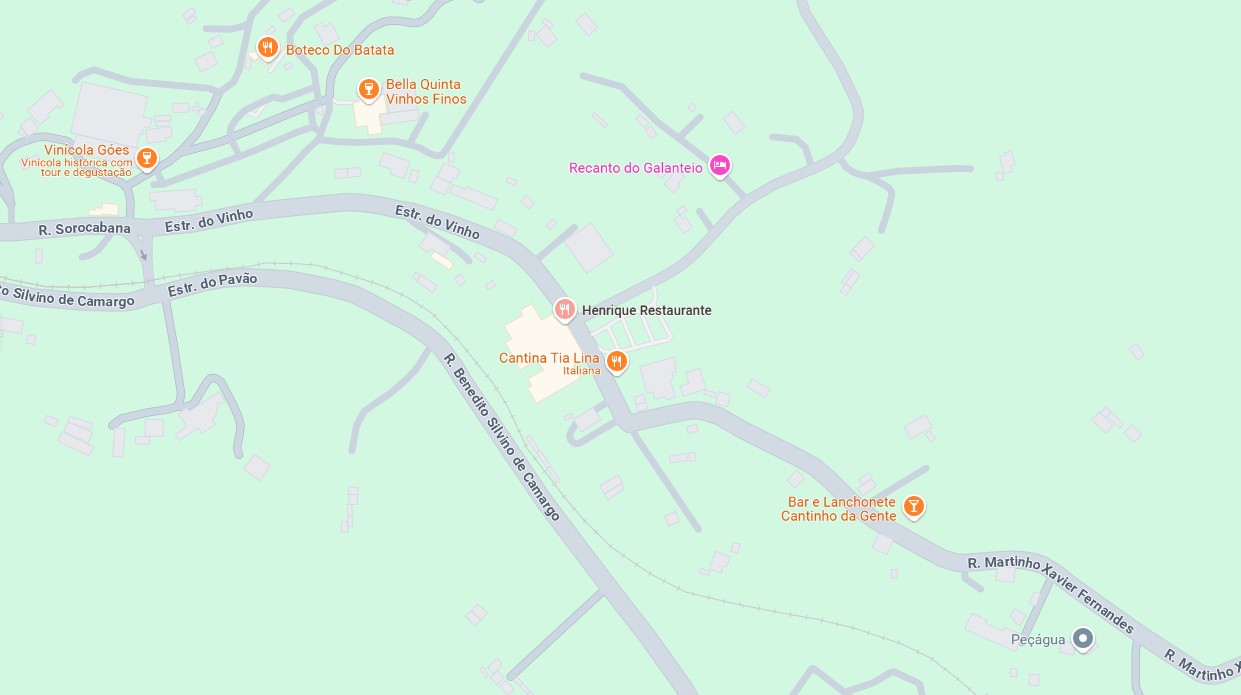 Boteco Do Batata
Bella Quinta
Vinhos Finos
Vinícola Góes
Vinícola histórica com
tour e degustação
Recanto do Galanteio
R. Sorocabana
Estr. do Vinho
Estr. do Vinho
to Silvino de Camargo
Estr. do Pavão
Henrique Restaurante
Cantina Tia Lina
Italiana
R. Benedito Silvino de Camargo
Bar e Lanchonete
Cantinho da Gente
R. Martinho Xavier Fernandes
Peçágua
R. Martinho X